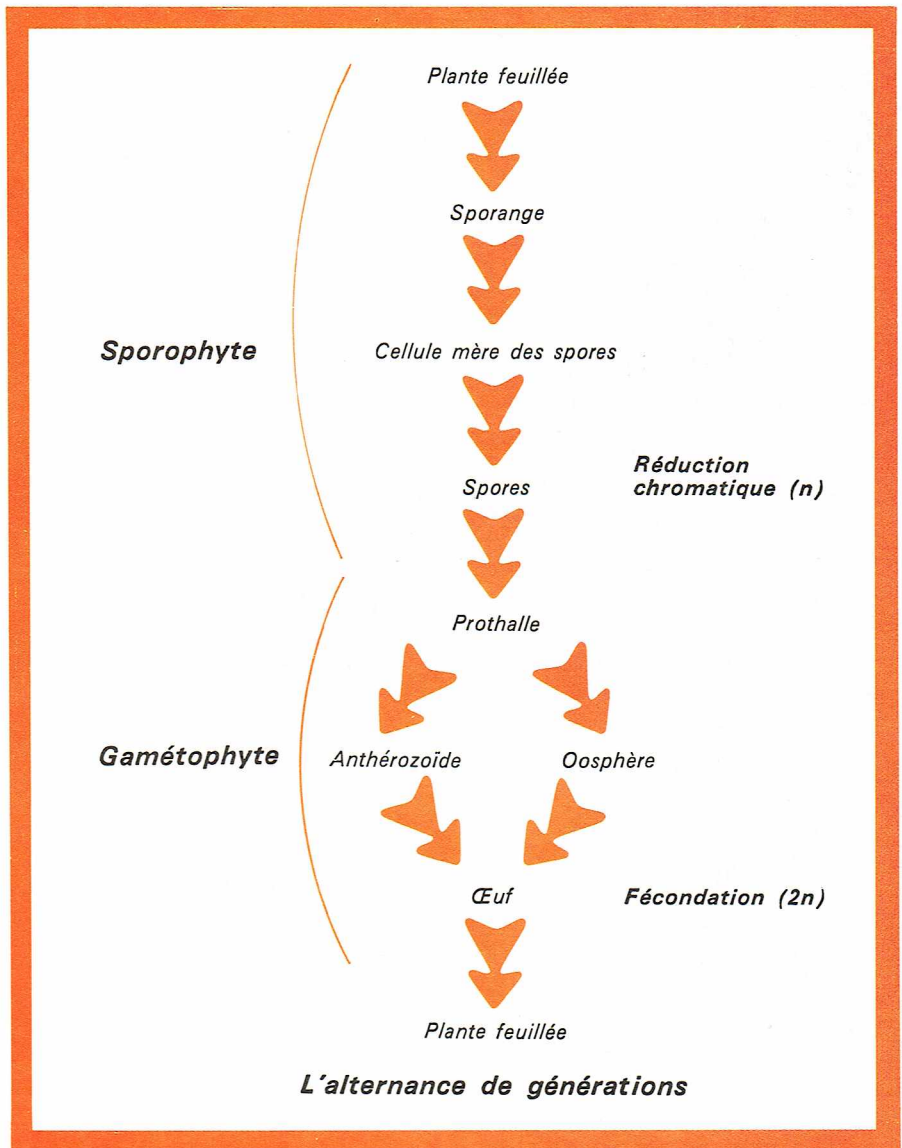 Plante feuillée
Sporange
Sporophyte
Cellule mère des spores
Spores
Réduction
chromatique (n)
Prothalle
Gamétophyte
Anthérozoïde
Oosphère
Œuf
Fécondation (2n)
Plante feuillée
L'alternance de générations